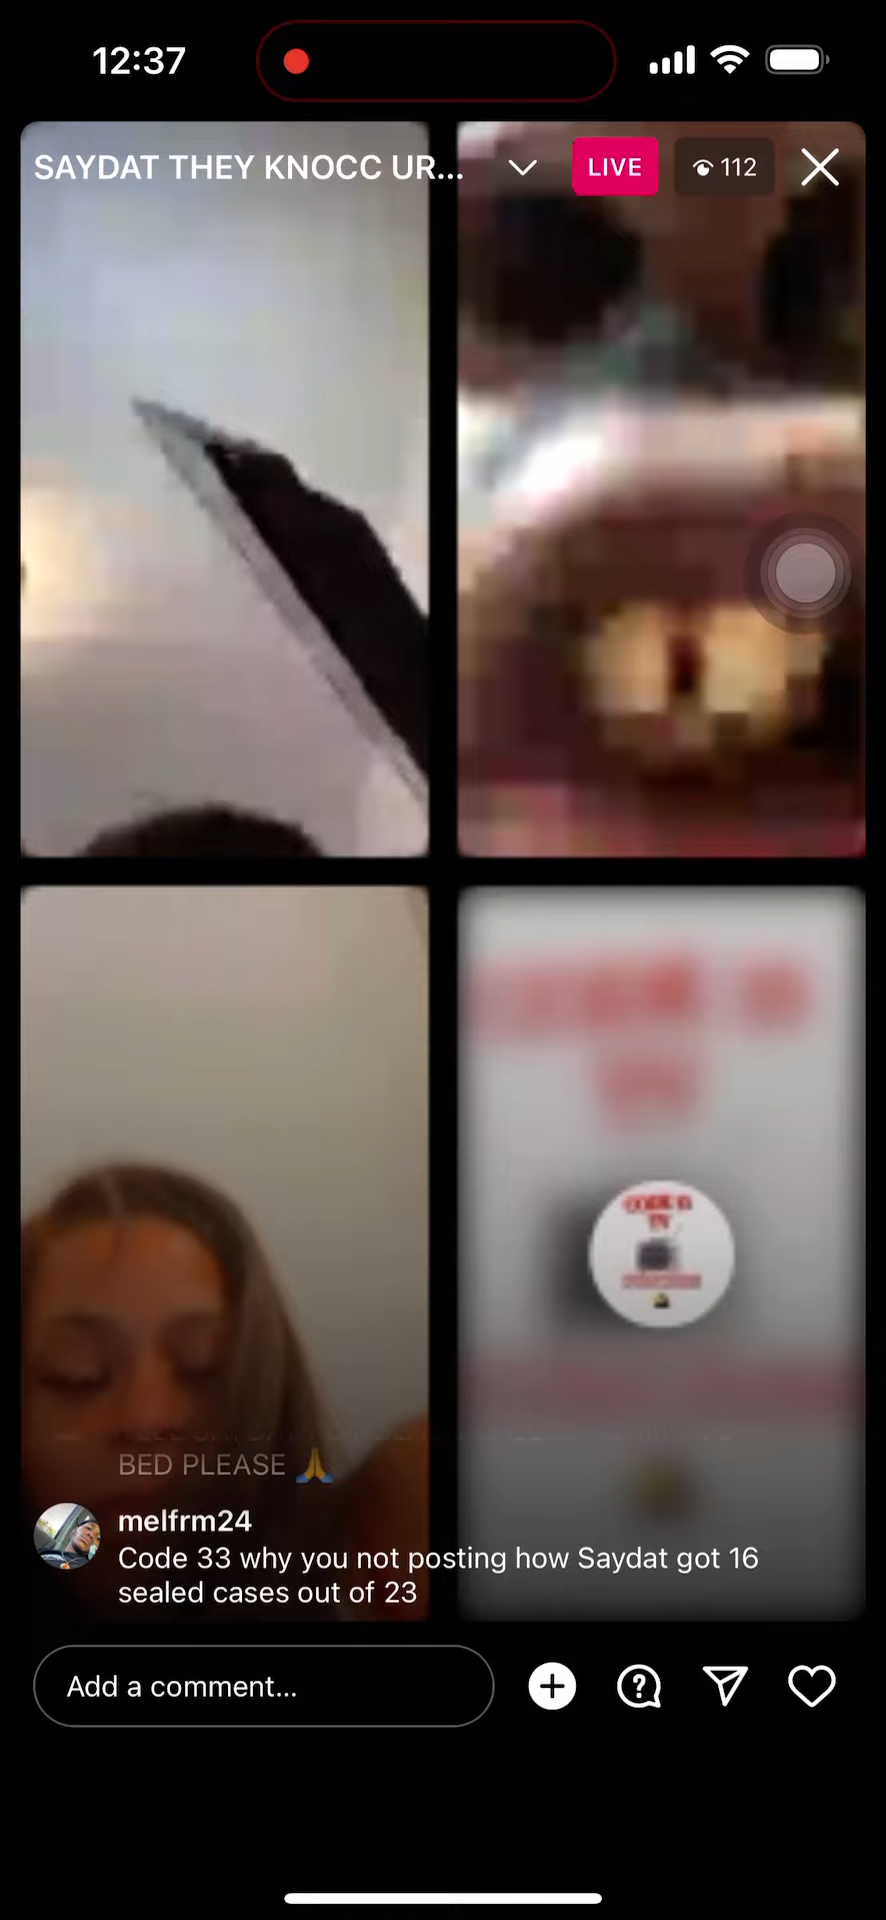 12:37
SAYDAT THEY KNOCC UR...
LIVE
112
BED PLEASE 🙏
melfrm24
Code 33 why you not posting how Saydat got 16
sealed cases out of 23
Add a comment...